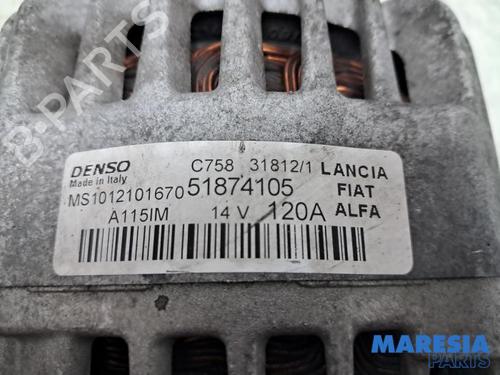 B-PARTS
DENSO C758 31812/1 LANCIA
Made in Italy
MS1012101670 51874105 FIAT
A115IM 14 V 120A ALFA
MARESIA
PARTS